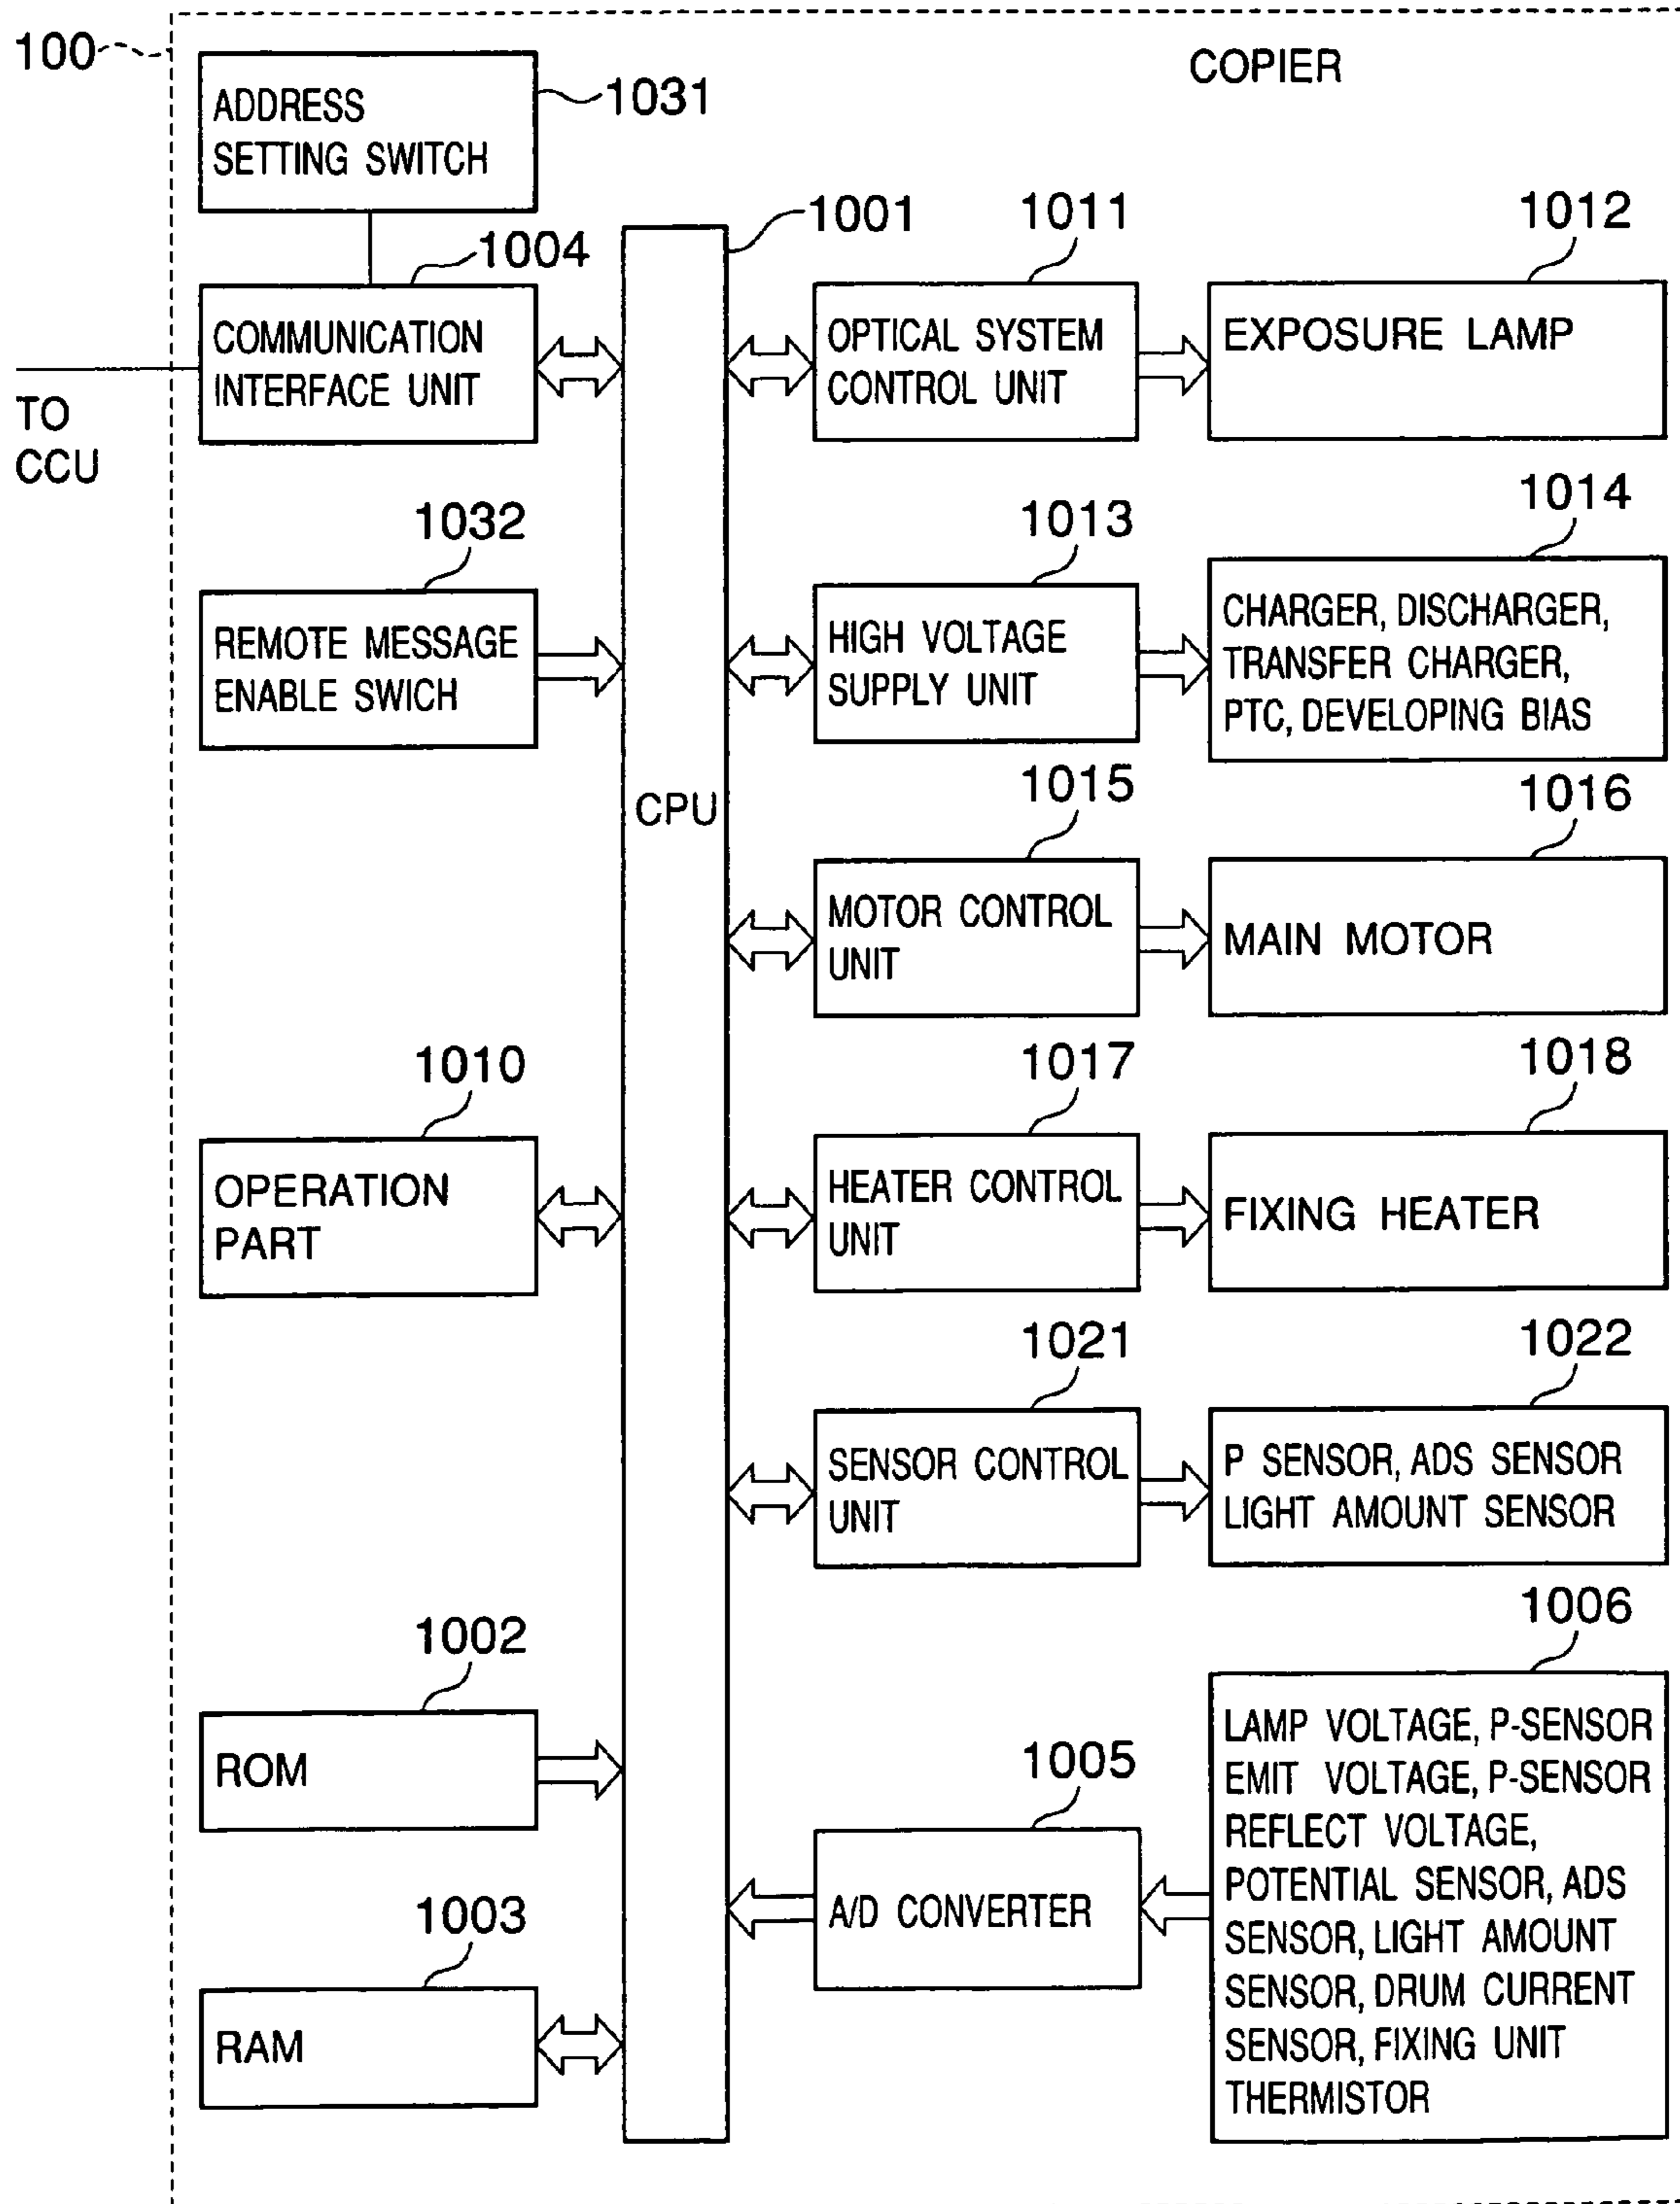 100
COPIER
ADDRESS
SETTING SWITCH
1031
1004
COMMUNICATION
INTERFACE UNIT
TO
CCU
1032
REMOTE MESSAGE
ENABLE SWICH
1010
OPERATION
PART
1002
ROM
1003
RAM
1001
CPU
1011
OPTICAL SYSTEM
CONTROL UNIT
1012
EXPOSURE LAMP
1013
HIGH VOLTAGE
SUPPLY UNIT
1014
CHARGER, DISCHARGER,
TRANSFER CHARGER,
PTC, DEVELOPING BIAS
1015
MOTOR CONTROL
UNIT
1016
MAIN MOTOR
1017
HEATER CONTROL
UNIT
1018
FIXING HEATER
1021
SENSOR CONTROL
UNIT
1022
P SENSOR, ADS SENSOR
LIGHT AMOUNT SENSOR
1005
A/D CONVERTER
1006
LAMP VOLTAGE, P-SENSOR
EMIT VOLTAGE, P-SENSOR
REFLECT VOLTAGE,
POTENTIAL SENSOR, ADS
SENSOR, LIGHT AMOUNT
SENSOR, DRUM CURRENT
SENSOR, FIXING UNIT
THERMISTOR